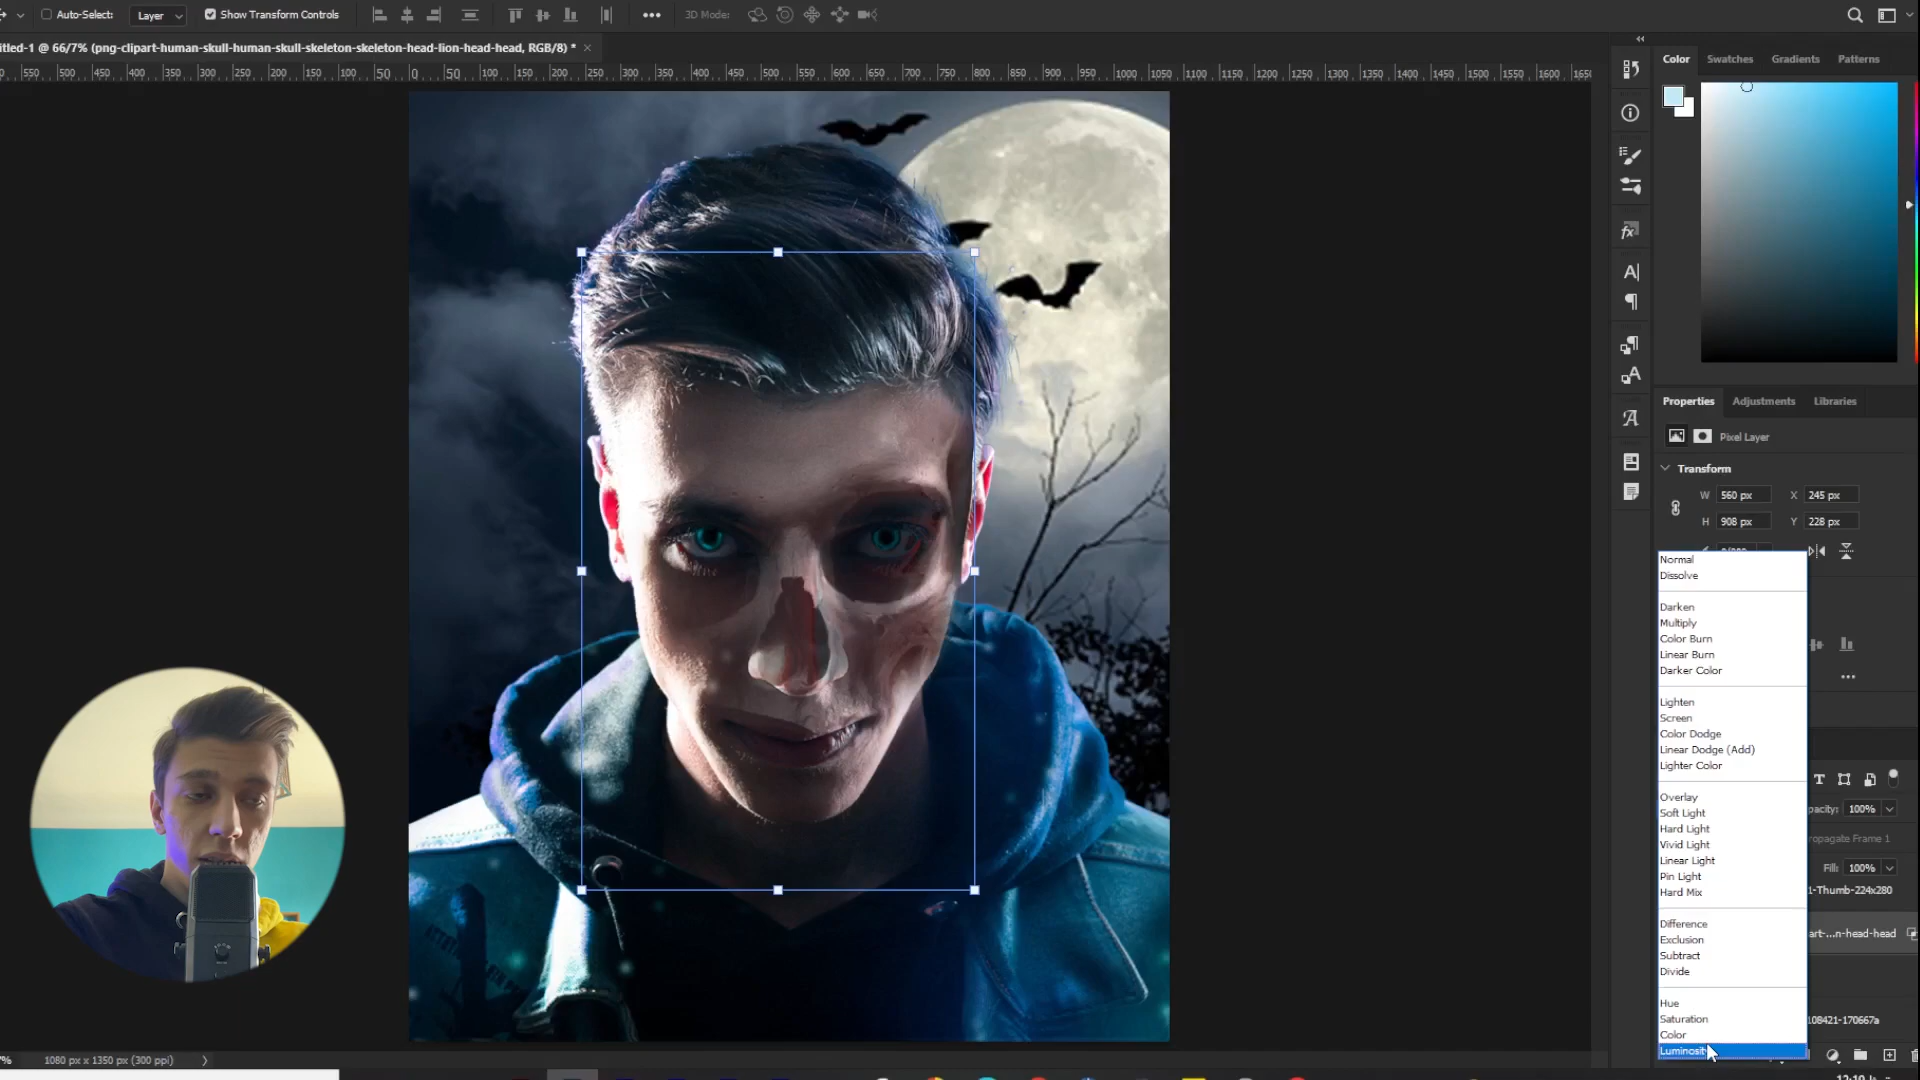 Auto-Select: Layer Show Transform Controls 3D Mode:
itled-1 @ 66/7% (png-clipart-human-skull-human-skull-skeleton-skeleton-head-lion-head-head, RGB/8) *
550 500 450 400 350 300 250 200 150 100 50 0 50 100 150 200 250 300 350 400 450 500 550 600 650 700 750 800 850 900 950 1000 1050 1100 1150 1200 1250 1300 1350 1400 1450 1500 1550 1600 1650
Color Swatches Gradients Patterns
Properties Adjustments Libraries
Pixel Layer
Transform
W 560 px X 245 px
H 908 px Y 228 px
Normal
Dissolve
Darken
Multiply
Color Burn
Linear Burn
Darker Color
Lighten
Screen
Color Dodge
Linear Dodge (Add)
Lighter Color
Overlay
Soft Light
Hard Light
Vivid Light
Linear Light
Pin Light
Hard Mix
Difference
Exclusion
Subtract
Divide
Hue
Saturation
Color
Luminosity
pacity: 100%
ropagate Frame 1
Fill: 100%
1-Thumb-224x280
art-...n-head-head
108421-170667a
7% 1080 px x 1350 px (300 ppi)